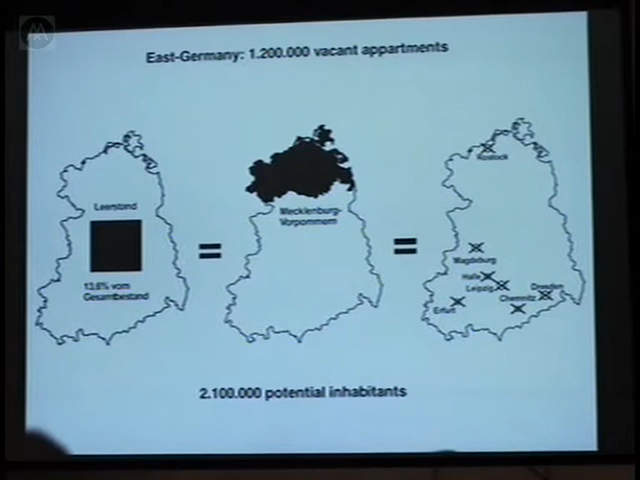 East-Germany: 1.200.000 vacant appartments
Leerstand
13,6% vom
Gesamtbestand
=
Mecklenburg-
Vorpommern
=
Rostock
Magdeburg
Halle
Leipzig
Dresden
Chemnitz
Erfurt
2.100.000 potential inhabitants